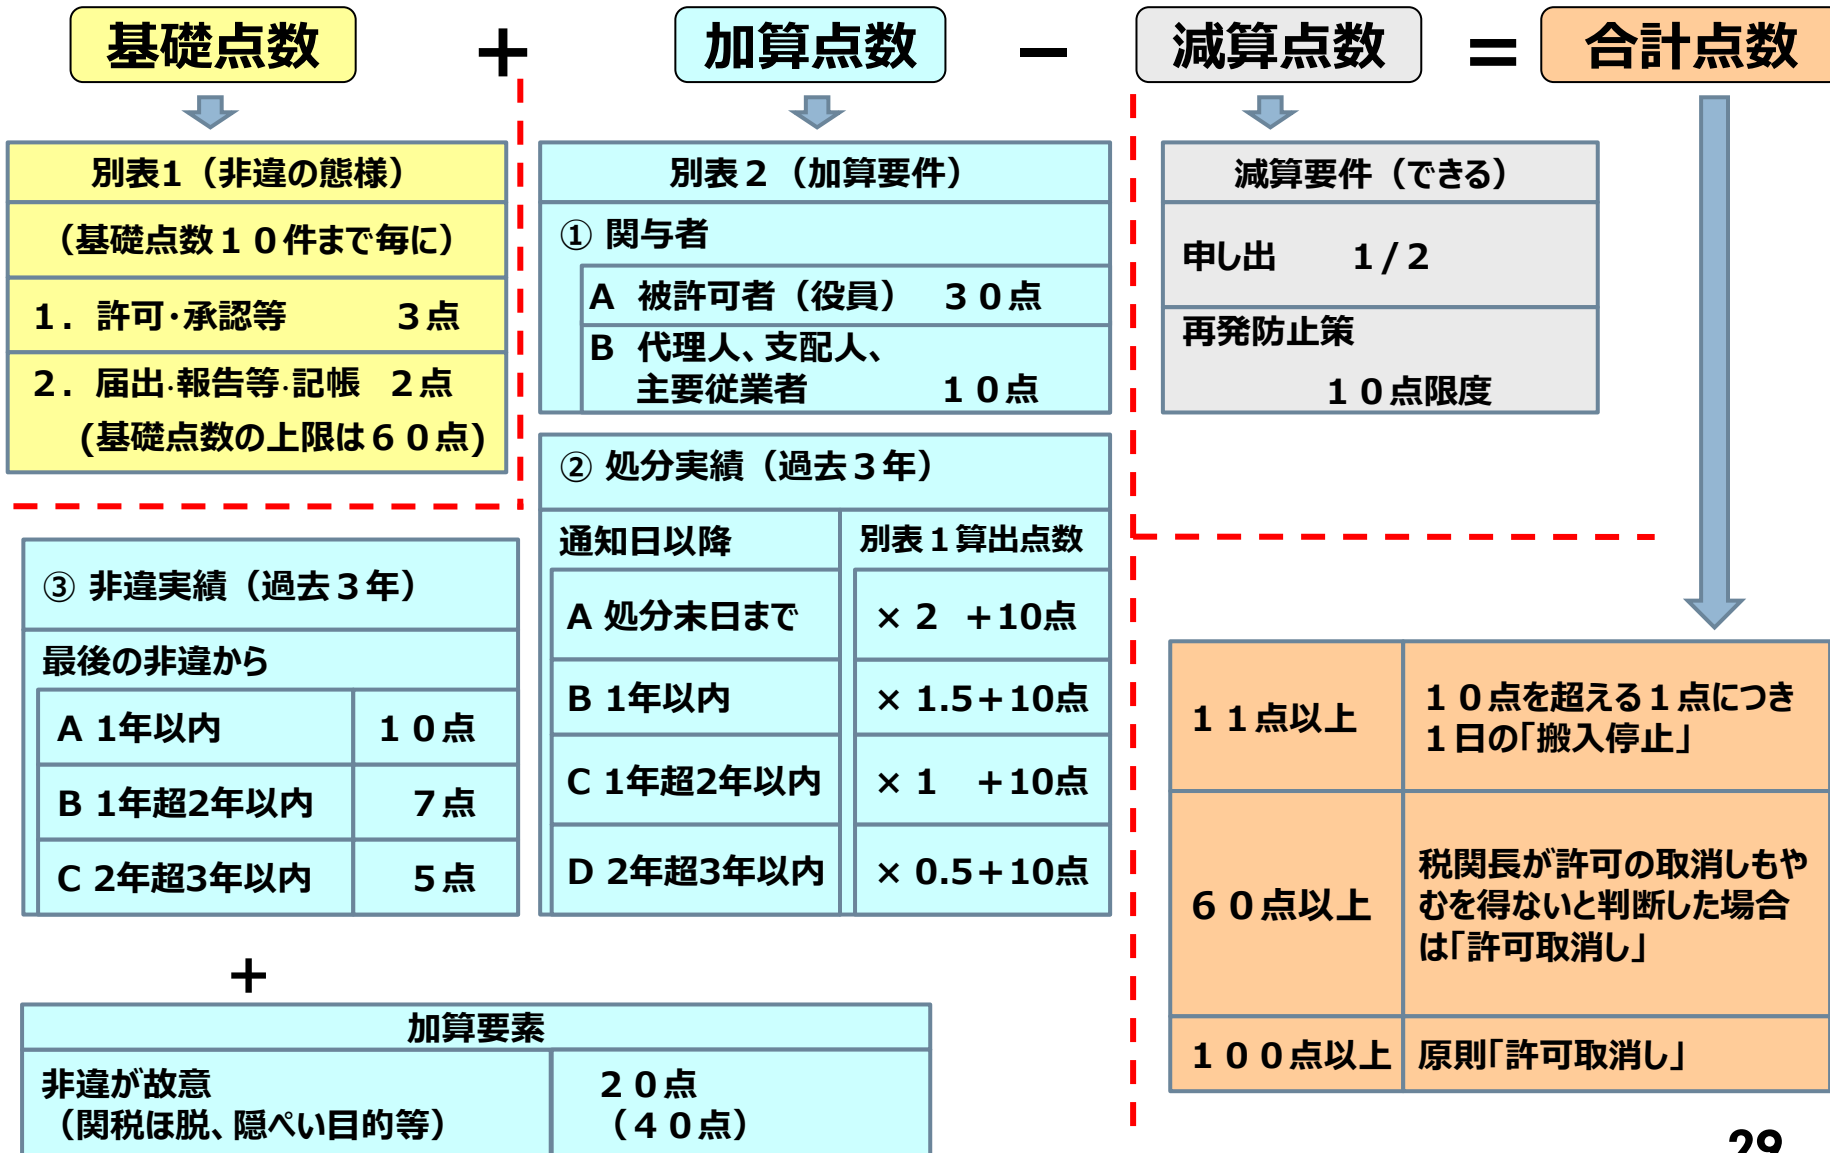 基礎点数 ＋ 加算点数 － 減算点数 ＝ 合計点数
別表1（非違の態様）
（基礎点数１０件まで毎に）
１．許可･承認等　３点
２．届出･報告等･記帳　２点
(基礎点数の上限は６０点)
別表２（加算要件）
① 関与者
A 被許可者（役員）　３０点
B 代理人、支配人、
主要従業者　１０点
② 処分実績（過去３年）
通知日以降　別表１算出点数
A 処分末日まで　× 2 ＋10点
B 1年以内　× 1.5＋10点
C 1年超2年以内　× 1 ＋10点
D 2年超3年以内　× 0.5＋10点
③ 非違実績（過去３年）
最後の非違から
A 1年以内　１０点
B 1年超2年以内　７点
C 2年超3年以内　５点
＋
加算要素
非違が故意　２０点
（関税ほ脱、隠ぺい目的等）　（４０点）
減算要件（できる）
申し出　１/２
再発防止策
１０点限度
１１点以上　１０点を超える１点につき
１日の「搬入停止」
６０点以上　税関長が許可の取消しもや
むを得ないと判断した場合
は「許可取消し」
１００点以上　原則「許可取消し」
29